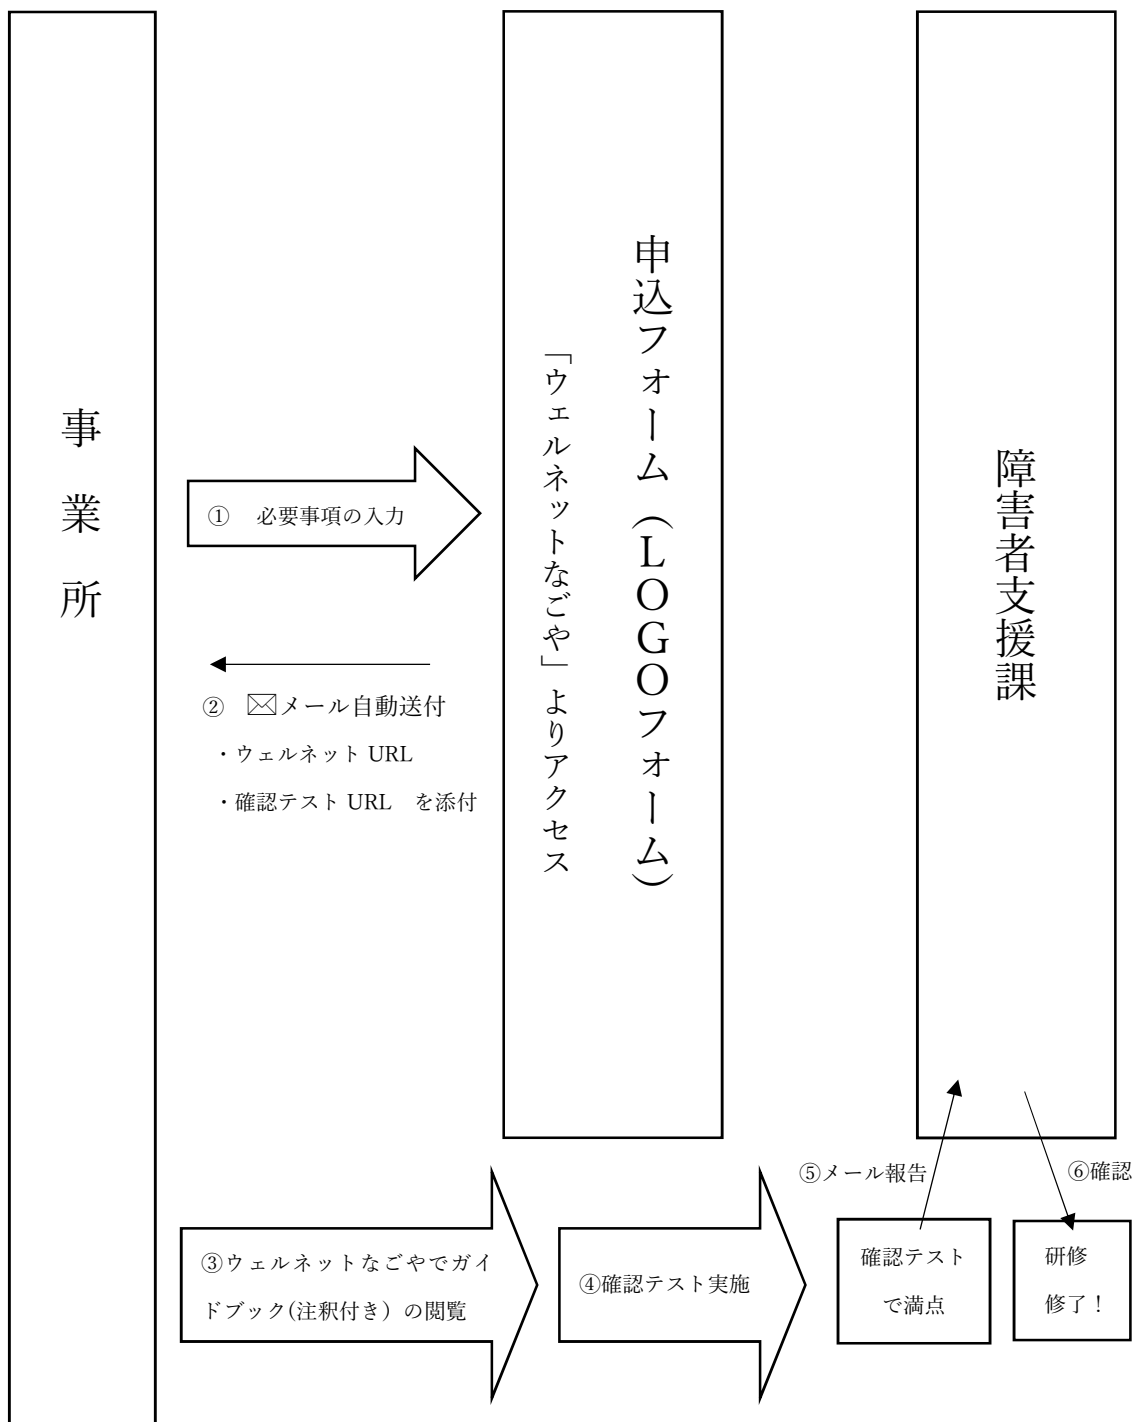 事業所
① 必要事項の入力
② ✉メール自動送付
・ウェルネット URL
・確認テスト URL を添付
申込フォーム（LOGOフォーム）
「ウェルネットなごや」よりアクセス
障害者支援課
③ウェルネットなごやでガイ
ドブック(注釈付き）の閲覧
④確認テスト実施
⑤メール報告
確認テスト
で満点
⑥確認
研修
修了！